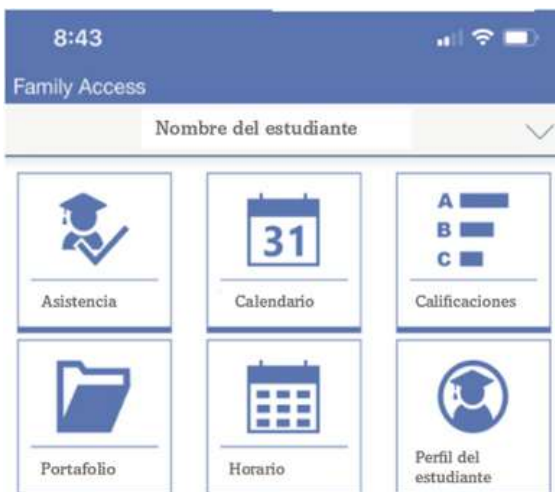 8:43
Family Access
Nombre del estudiante
31
A
B
C
Asistencia
Calendario
Calificaciones
Portafolio
Horario
Perfil del
estudiante